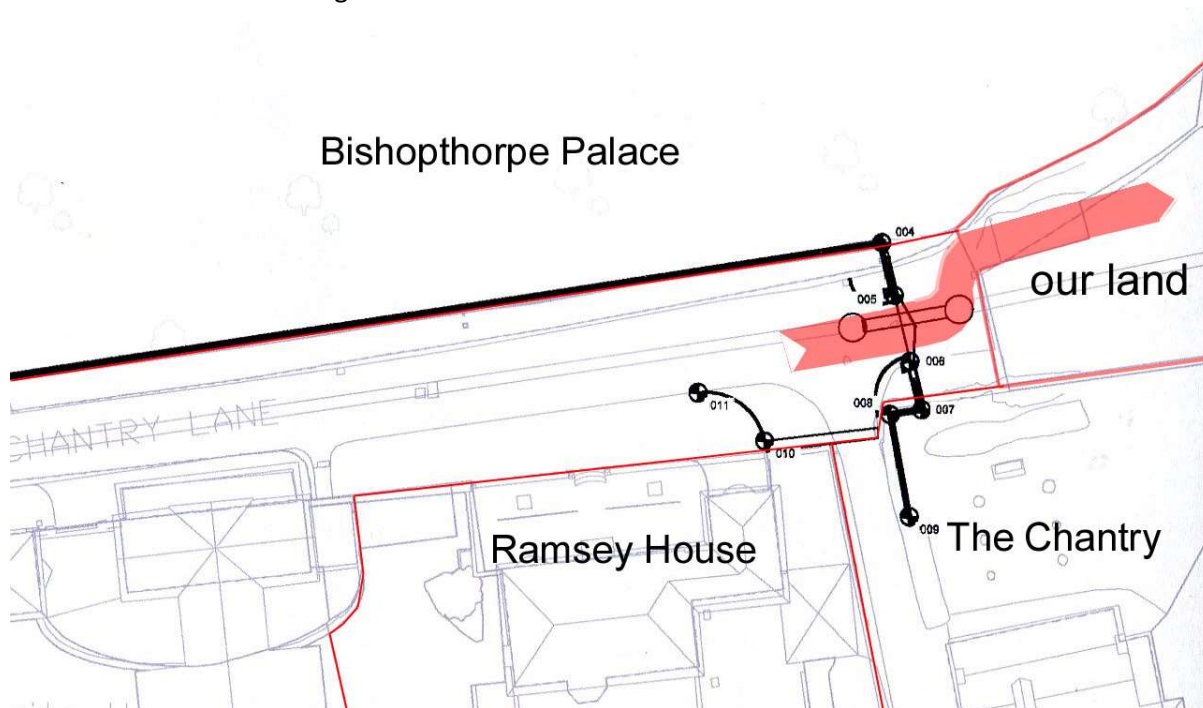 Bishopthorpe Palace
004
our land
005
006
008
007
011
CHANTRY LANE
010
009
Ramsey House
The Chantry